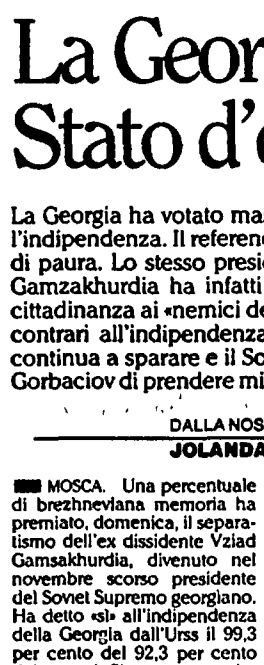 La Geor
Stato d'e
La Georgia ha votato ma
l'indipendenza. Il referen
di paura. Lo stesso presi
Gamzakhurdia ha infatti
cittadinanza ai «nemici de
contrari all'indipendenza
continua a sparare e il So
Gorbaciov di prendere mi
DALLA NOS
JOLANDA
MOSCA. Una percentuale
di brezhneviana memoria ha
premiato, domenica, il separa-
tismo dell'ex dissidente Vziad
Gamsakhurdia, divenuto nel
novembre scorso presidente
del Soviet Supremo georgiano.
Ha detto «sì» all'indipendenza
della Georgia dall'Urss il 99,3
per cento del 92,3 per cento